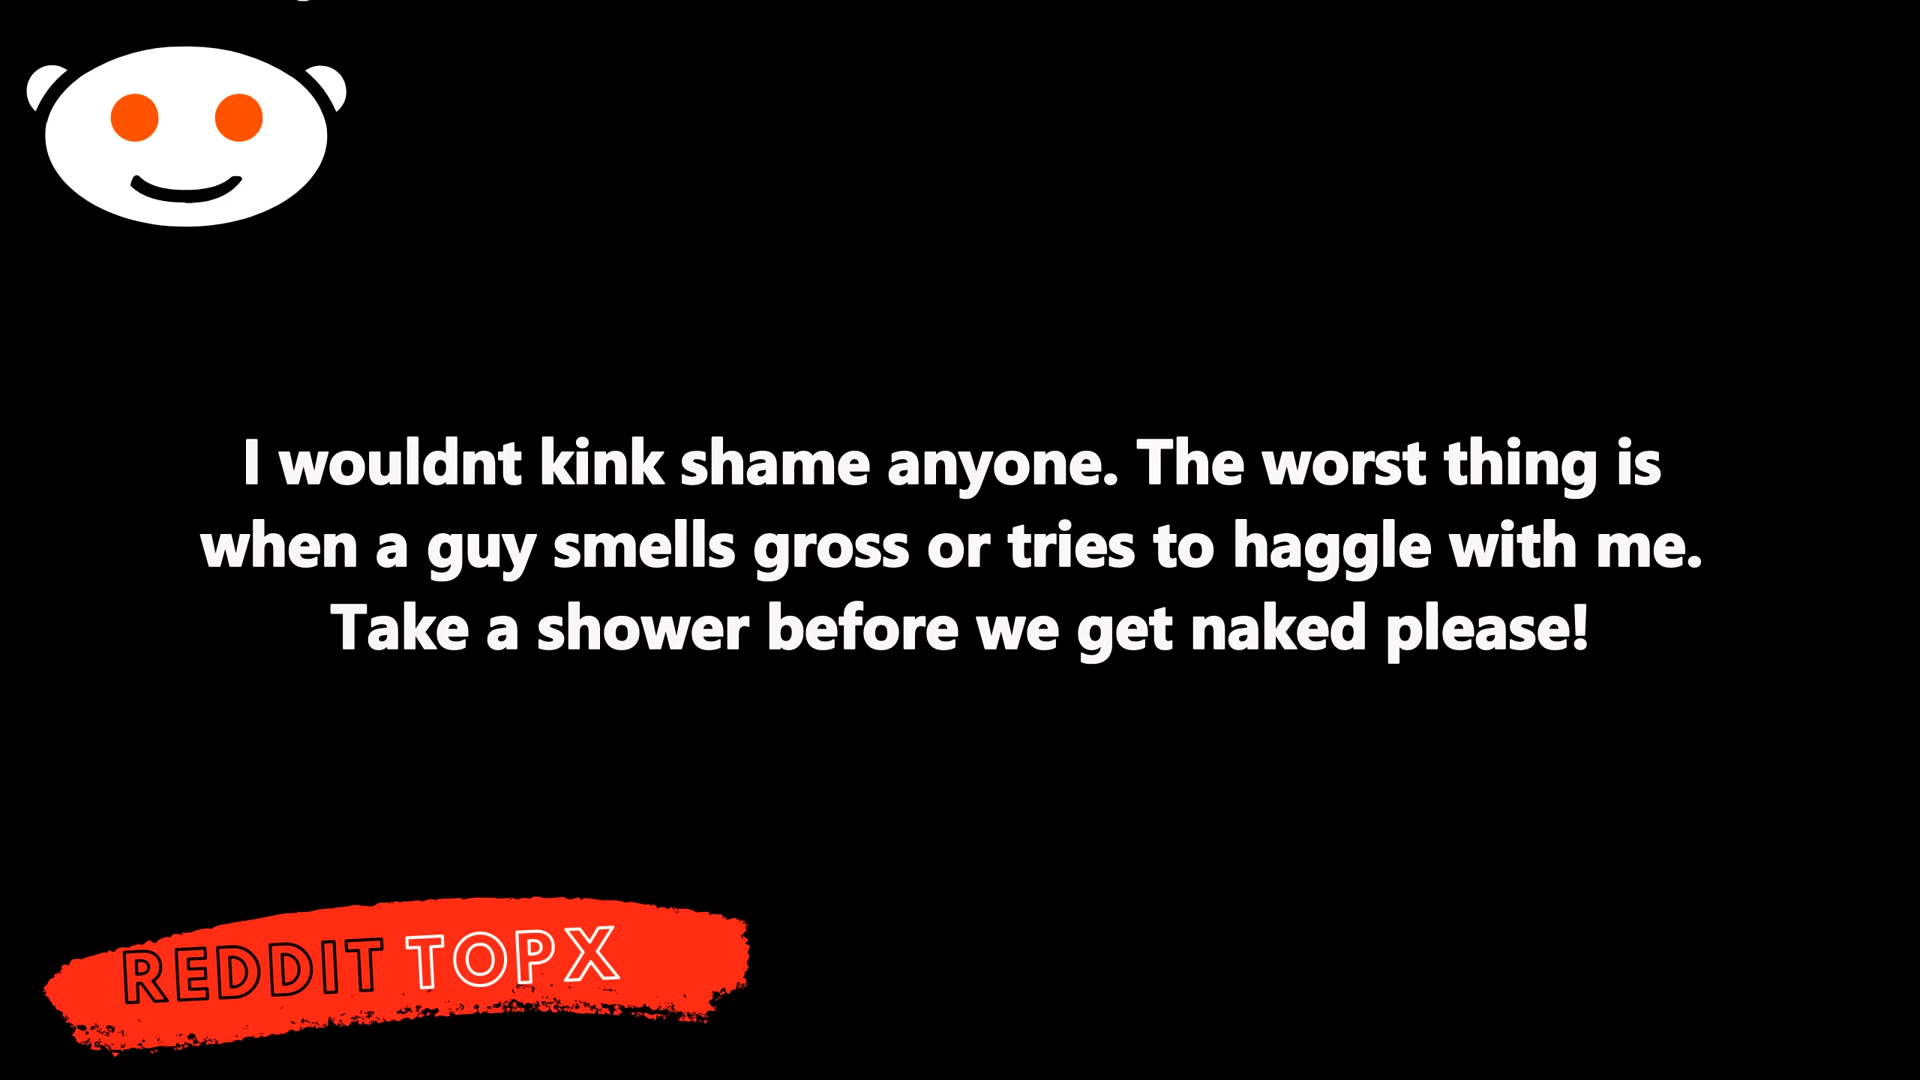 I wouldnt kink shame anyone. The worst thing is
when a guy smells gross or tries to haggle with me.
Take a shower before we get naked please!
REDDIT TOPX